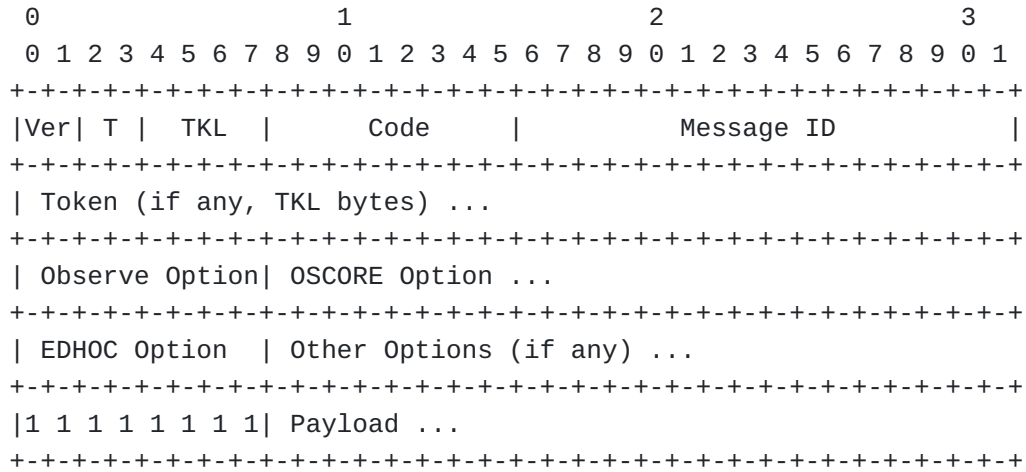 0                   1                   2                   3
 0 1 2 3 4 5 6 7 8 9 0 1 2 3 4 5 6 7 8 9 0 1 2 3 4 5 6 7 8 9 0 1
+-+-+-+-+-+-+-+-+-+-+-+-+-+-+-+-+-+-+-+-+-+-+-+-+-+-+-+-+-+-+-+-+
|Ver| T |  TKL  |      Code     |          Message ID           |
+-+-+-+-+-+-+-+-+-+-+-+-+-+-+-+-+-+-+-+-+-+-+-+-+-+-+-+-+-+-+-+-+
| Token (if any, TKL bytes) ...
+-+-+-+-+-+-+-+-+-+-+-+-+-+-+-+-+-+-+-+-+-+-+-+-+-+-+-+-+-+-+-+-+
| Observe Option| OSCORE Option ...
+-+-+-+-+-+-+-+-+-+-+-+-+-+-+-+-+-+-+-+-+-+-+-+-+-+-+-+-+-+-+-+-+
| EDHOC Option  | Other Options (if any) ...
+-+-+-+-+-+-+-+-+-+-+-+-+-+-+-+-+-+-+-+-+-+-+-+-+-+-+-+-+-+-+-+-+
|1 1 1 1 1 1 1 1| Payload ...
+-+-+-+-+-+-+-+-+-+-+-+-+-+-+-+-+-+-+-+-+-+-+-+-+-+-+-+-+-+-+-+-+